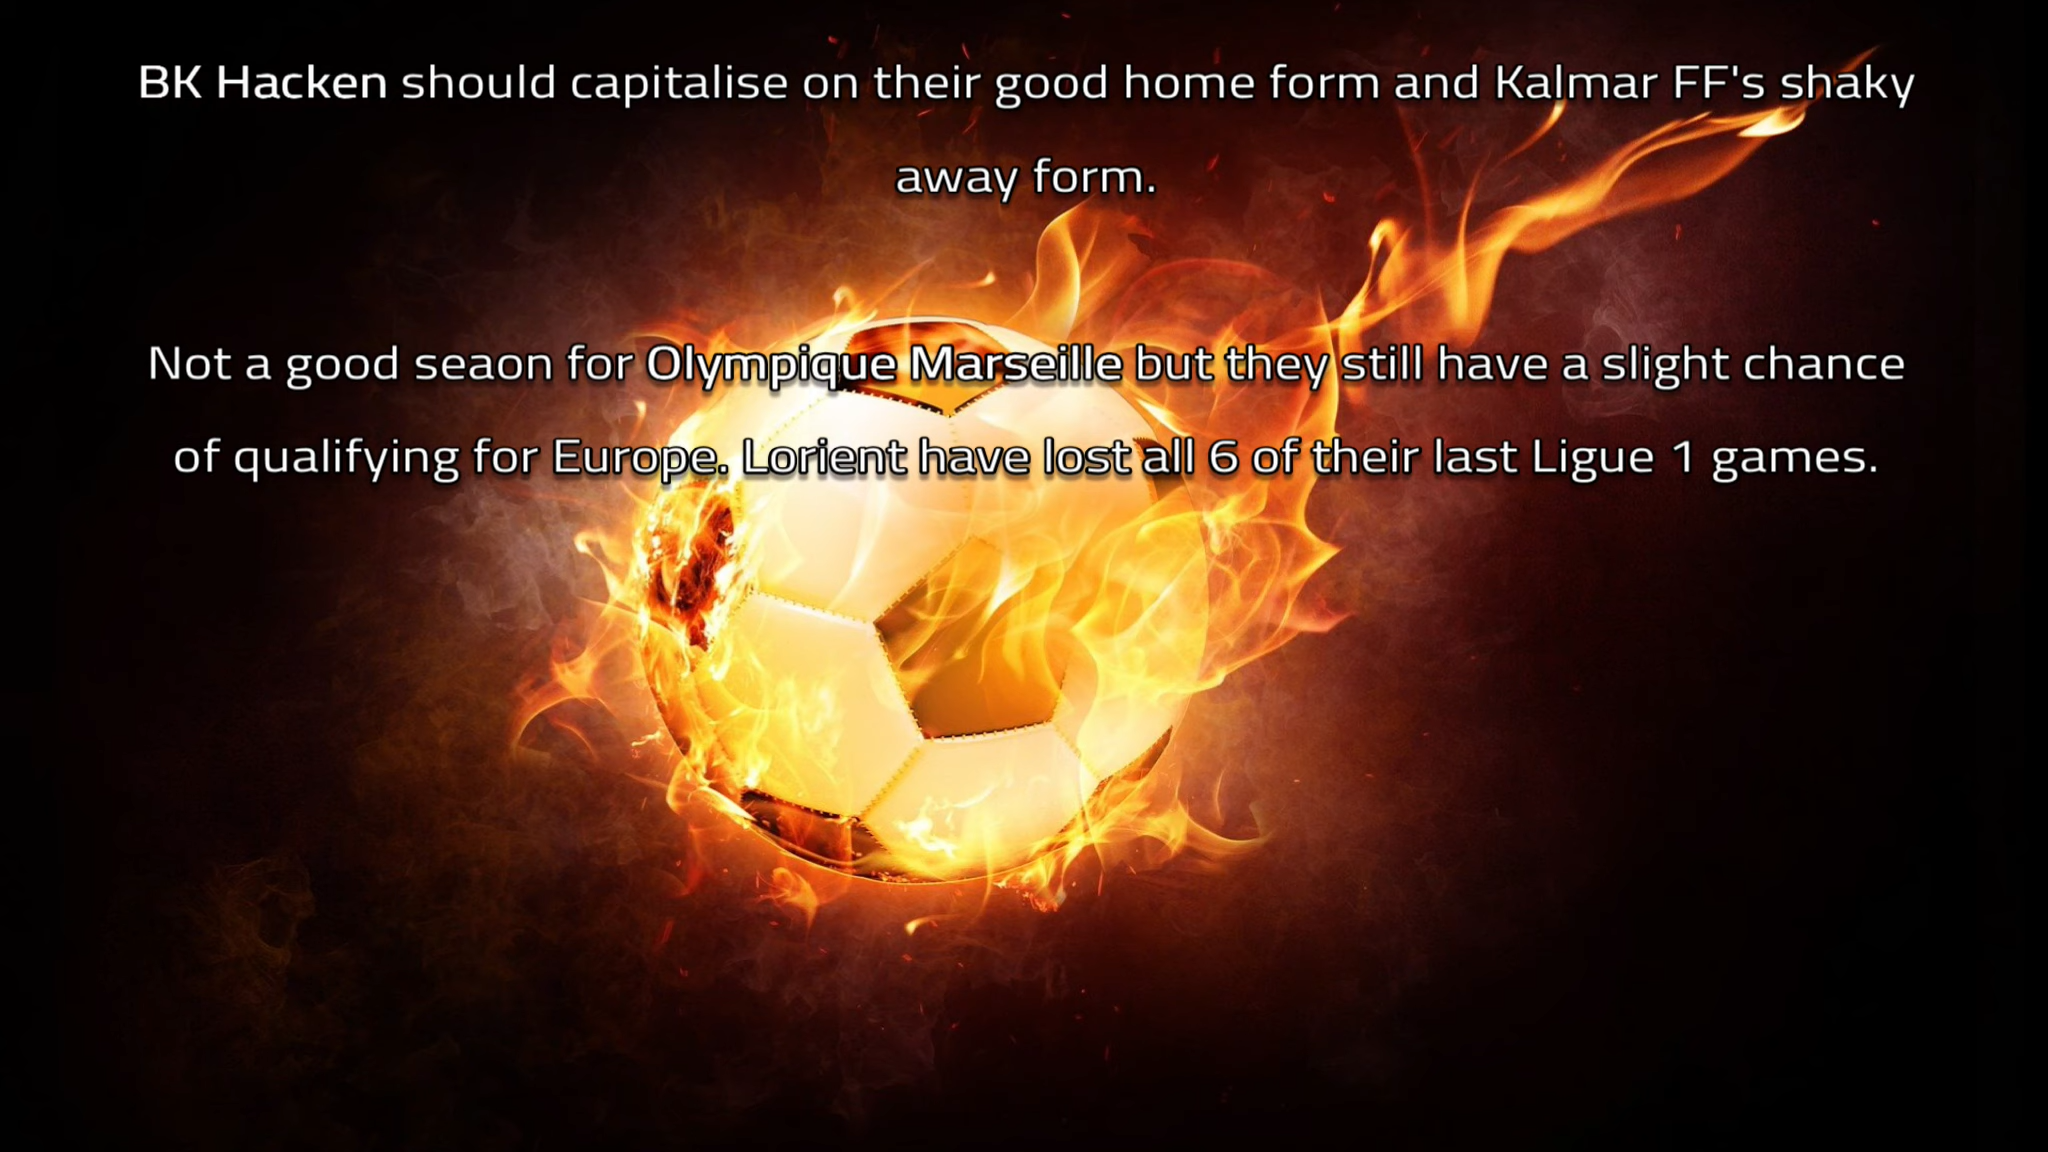 BK Hacken should capitalise on their good home form and Kalmar FF's shaky
away form.
Not a good seaon for Olympique Marseille but they still have a slight chance
of qualifying for Europe. Lorient have lost all 6 of their last Ligue 1 games.